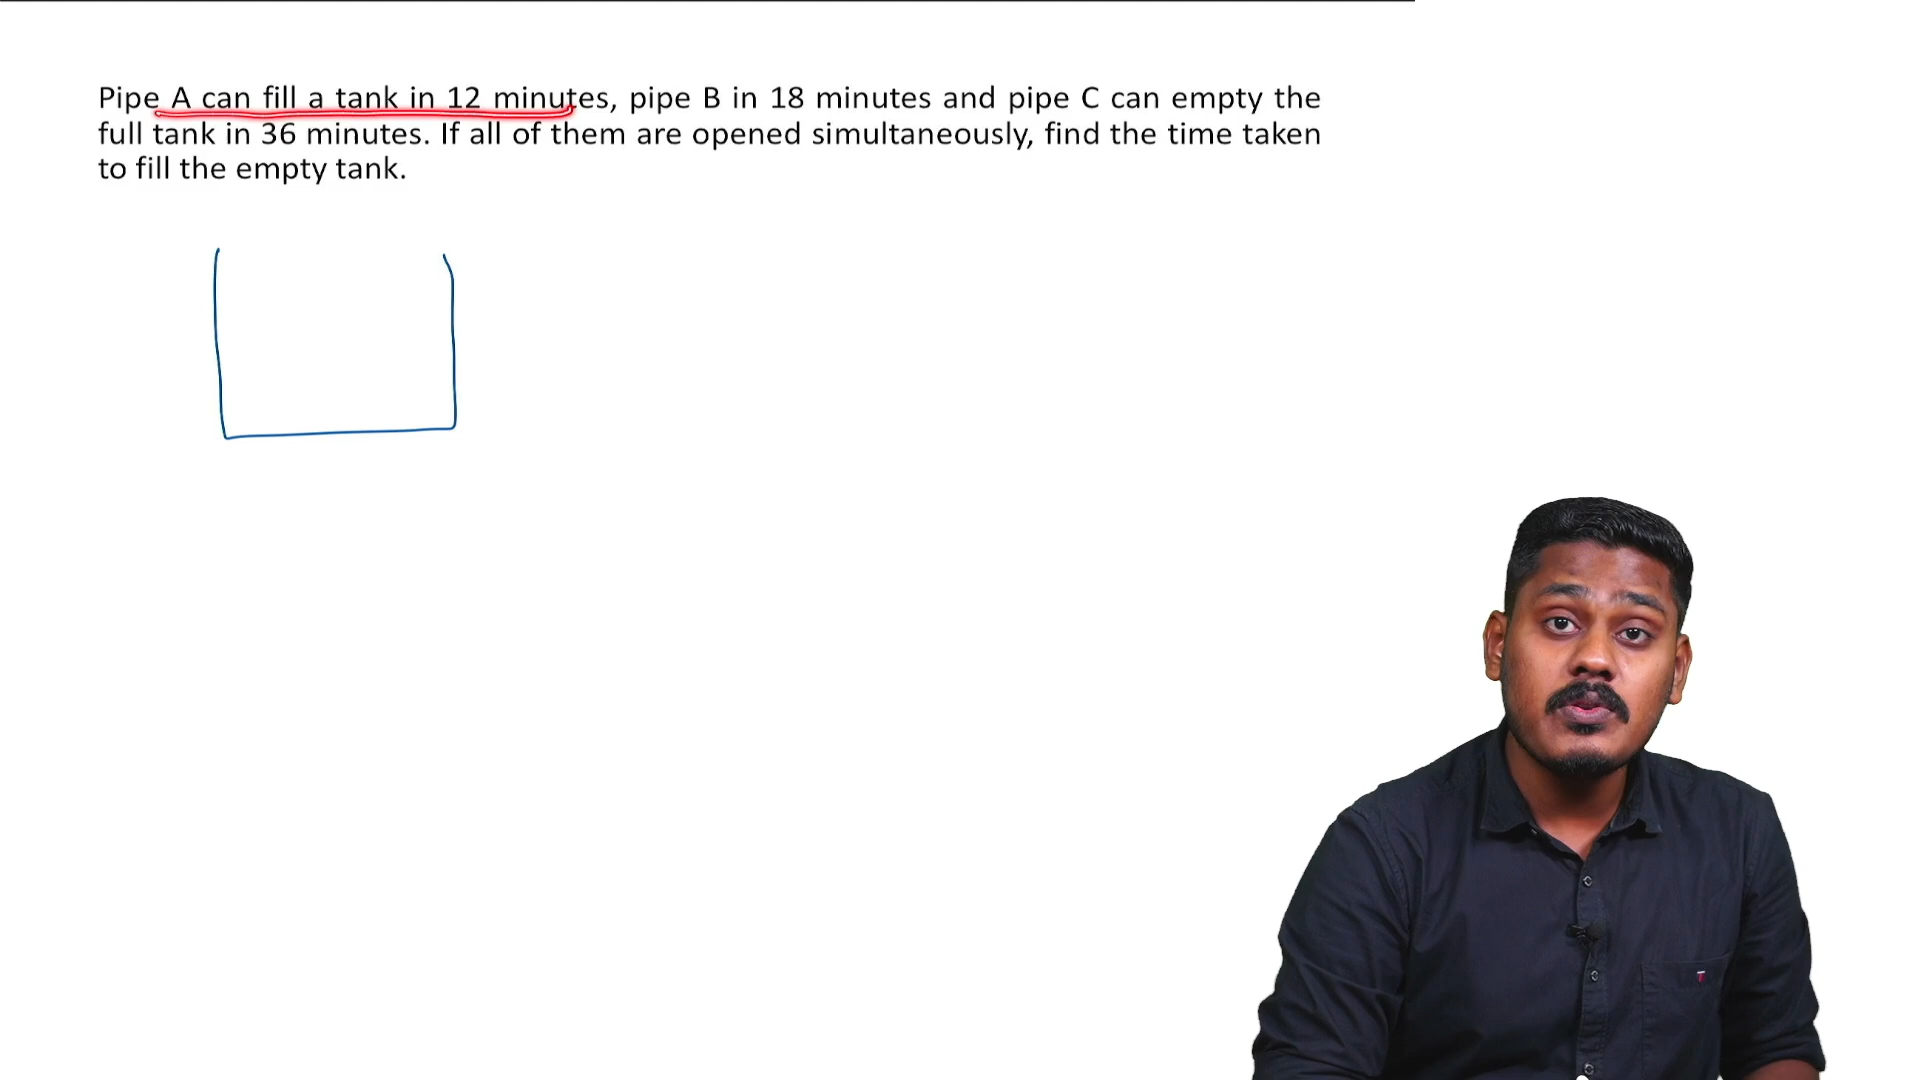 Pipe A can fill a tank in 12 minutes, pipe B in 18 minutes and pipe C can empty the
full tank in 36 minutes. If all of them are opened simultaneously, find the time taken
to fill the empty tank.